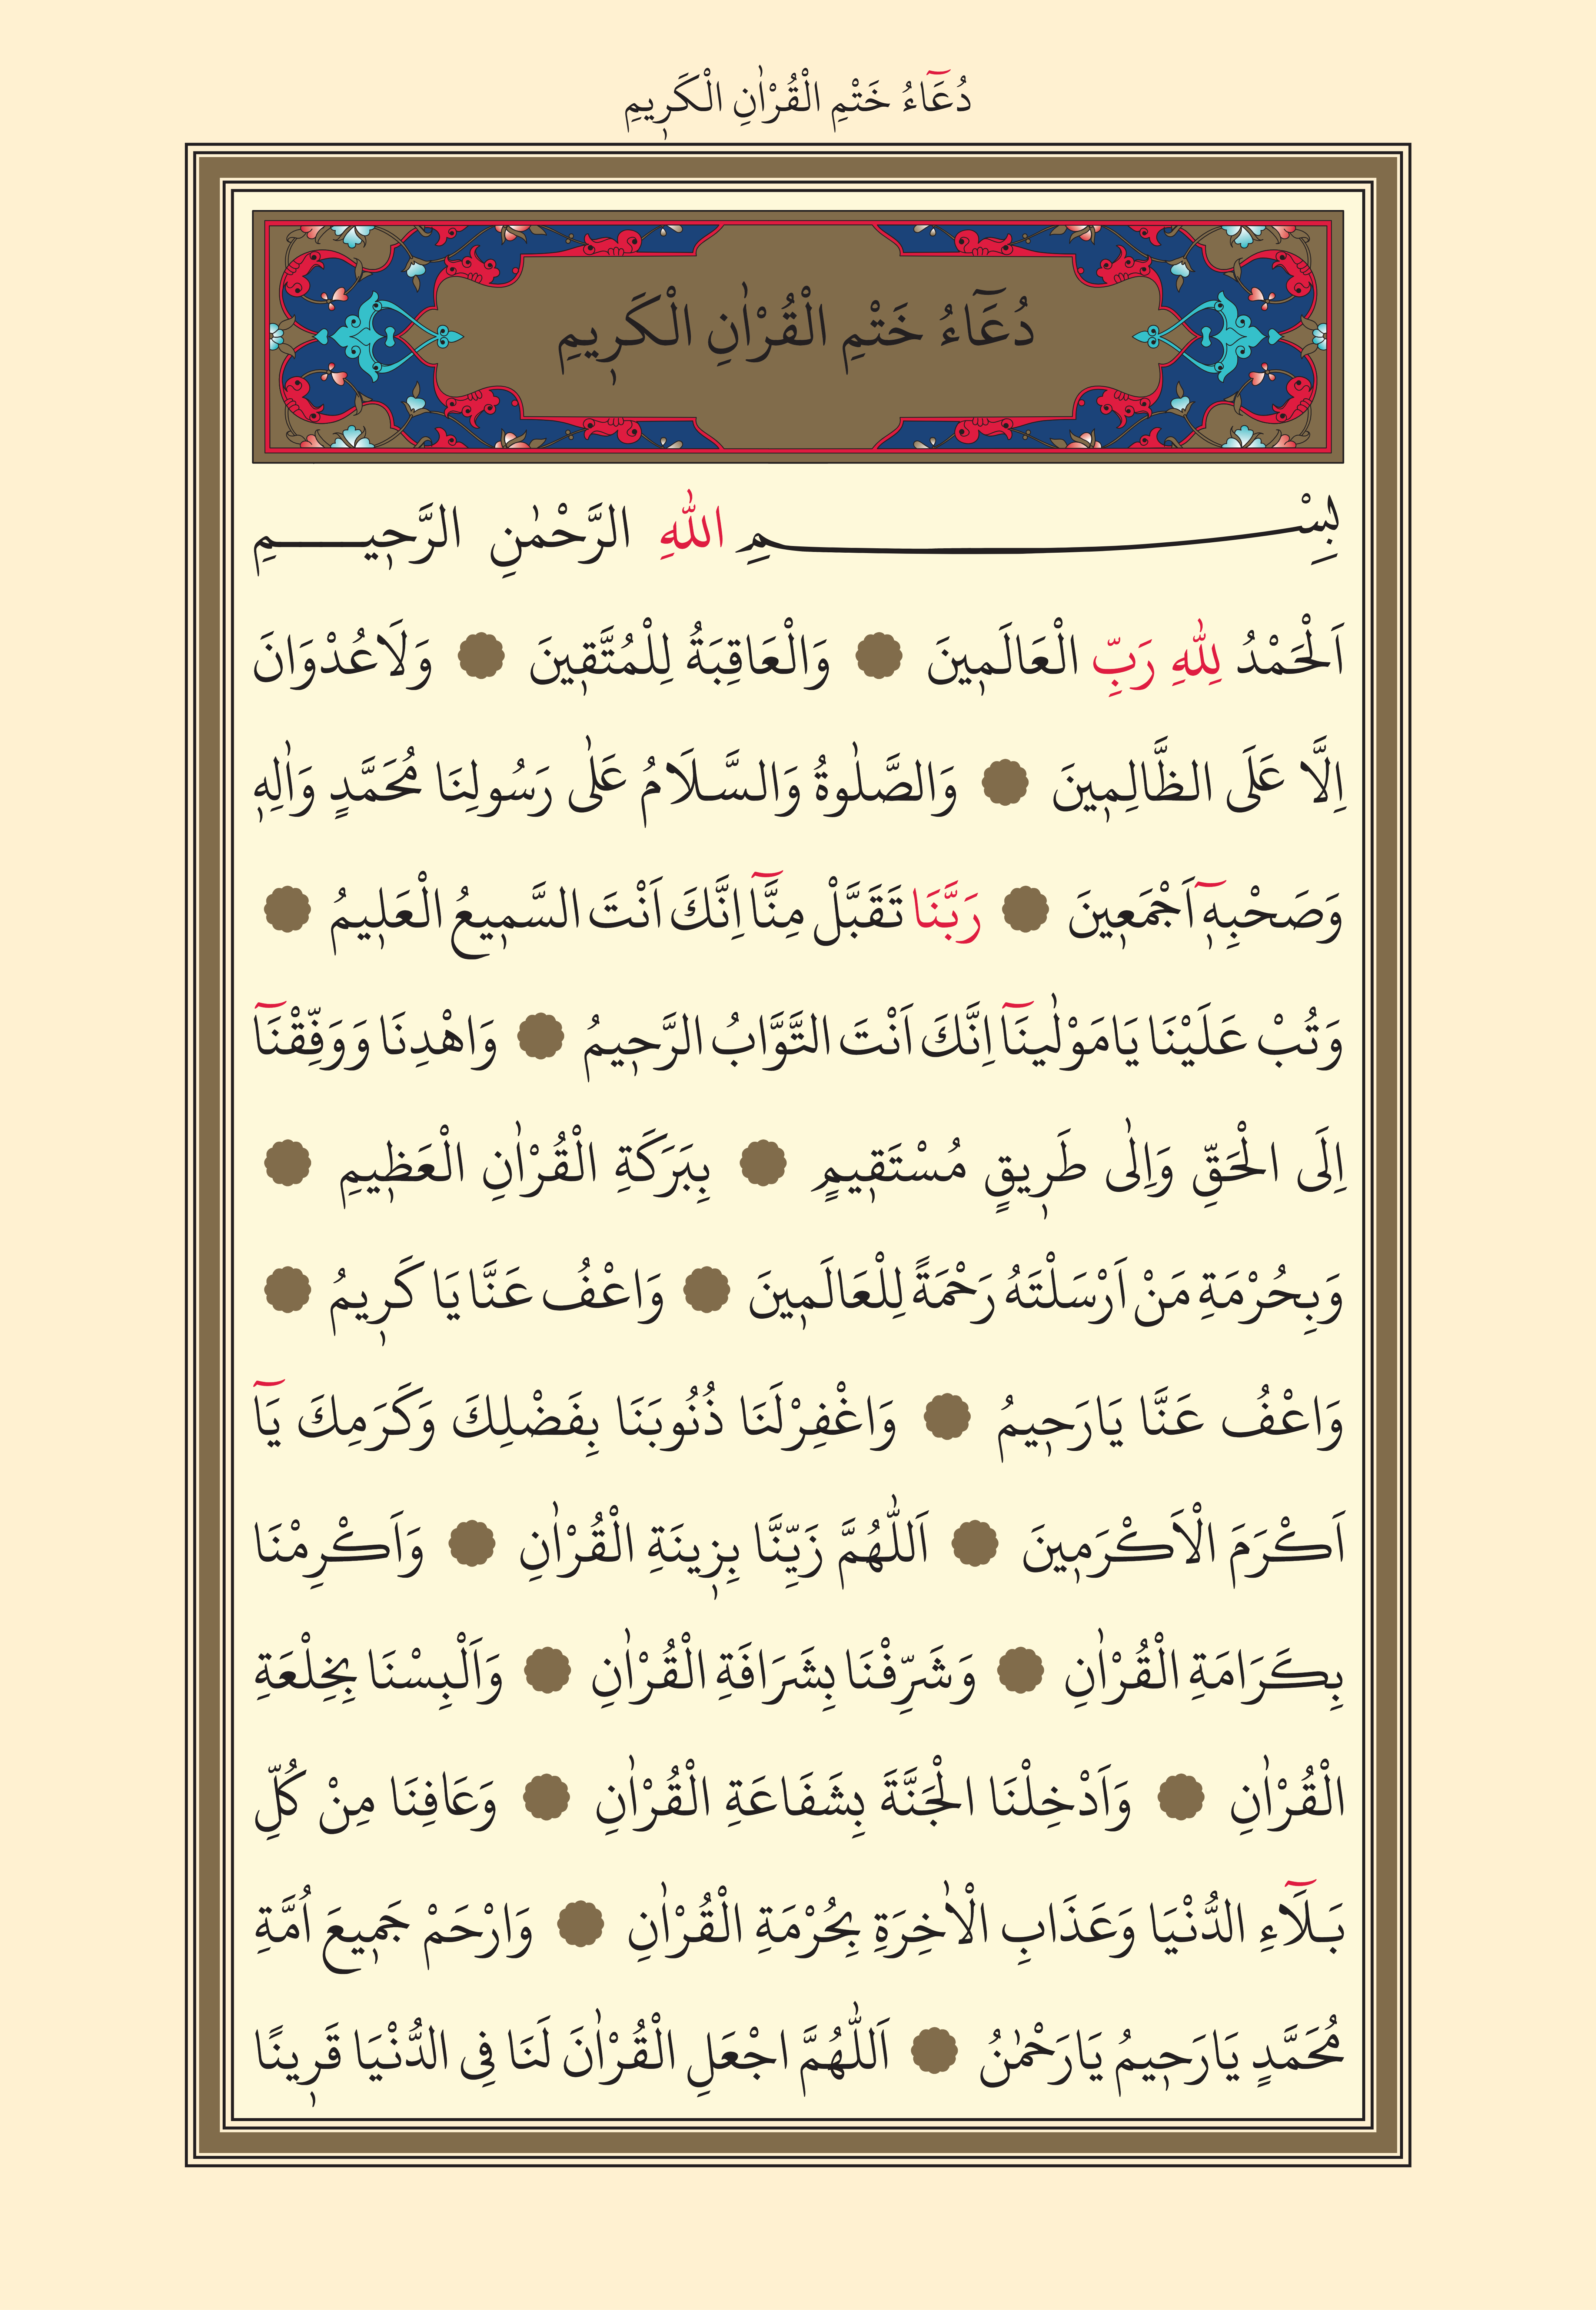 دُعَٓاءُ خَتْمِ الْقُرْاٰنِ الْكَر۪يمِ
دُعَٓاءُ خَتْمِ الْقُرْاٰنِ الْكَر۪يمِ
بِسْــــــــــمِ اللّٰهِ الرَّحْمٰنِ الرَّح۪يـــــمِ
اَلْحَمْدُ لِلّٰهِ رَبِّ الْعَالَم۪ينَ ۝ وَالْعَاقِبَةُ لِلْمُتَّق۪ينَ ۝ وَلَاعُدْوَانَ
اِلَّا عَلَى الظَّالِم۪ينَ ۝ وَالصَّلٰوةُ وَالسَّلَامُ عَلٰى رَسُولِنَا مُحَمَّدٍ وَاٰلِه۪
وَصَحْبِه۪ٓ اَجْمَع۪ينَ ۝ رَبَّنَا تَقَبَّلْ مِنَّٓا اِنَّكَ اَنْتَ السَّم۪يعُ الْعَل۪يمُ ۝
وَتُبْ عَلَيْنَا يَامَوْلٰينَٓا اِنَّكَ اَنْتَ التَّوَّابُ الرَّح۪يمُ ۝ وَاهْدِنَا وَوَفِّقْنَٓا
اِلَى الْحَقِّ وَاِلٰى طَر۪يقٍ مُسْتَق۪يمٍ ۝ بِبَرَكَةِ الْقُرْاٰنِ الْعَظ۪يمِ ۝
وَبِحُرْمَةِ مَنْ اَرْسَلْتَهُ رَحْمَةً لِلْعَالَم۪ينَ ۝ وَاعْفُ عَنَّا يَا كَر۪يمُ ۝
وَاعْفُ عَنَّا يَارَح۪يمُ ۝ وَاغْفِرْلَنَا ذُنُوبَنَا بِفَضْلِكَ وَكَرَمِكَ يَٓا
اَكْرَمَ الْاَكْرَم۪ينَ ۝ اَللّٰهُمَّ زَيِّنَّا بِز۪ينَةِ الْقُرْاٰنِ ۝ وَاَكْرِمْنَا
بِكَرَامَةِ الْقُرْاٰنِ ۝ وَشَرِّفْنَا بِشَرَافَةِ الْقُرْاٰنِ ۝ وَاَلْبِسْنَا بِخِلْعَةِ
الْقُرْاٰنِ ۝ وَاَدْخِلْنَا الْجَنَّةَ بِشَفَاعَةِ الْقُرْاٰنِ ۝ وَعَافِنَا مِنْ كُلِّ
بَلَٓاءِ الدُّنْيَا وَعَذَابِ الْاٰخِرَةِ بِحُرْمَةِ الْقُرْاٰنِ ۝ وَارْحَمْ جَم۪يعَ اُمَّةِ
مُحَمَّدٍ يَارَح۪يمُ يَارَحْمٰنُ ۝ اَللّٰهُمَّ اجْعَلِ الْقُرْاٰنَ لَنَا فِى الدُّنْيَا قَر۪ينًا